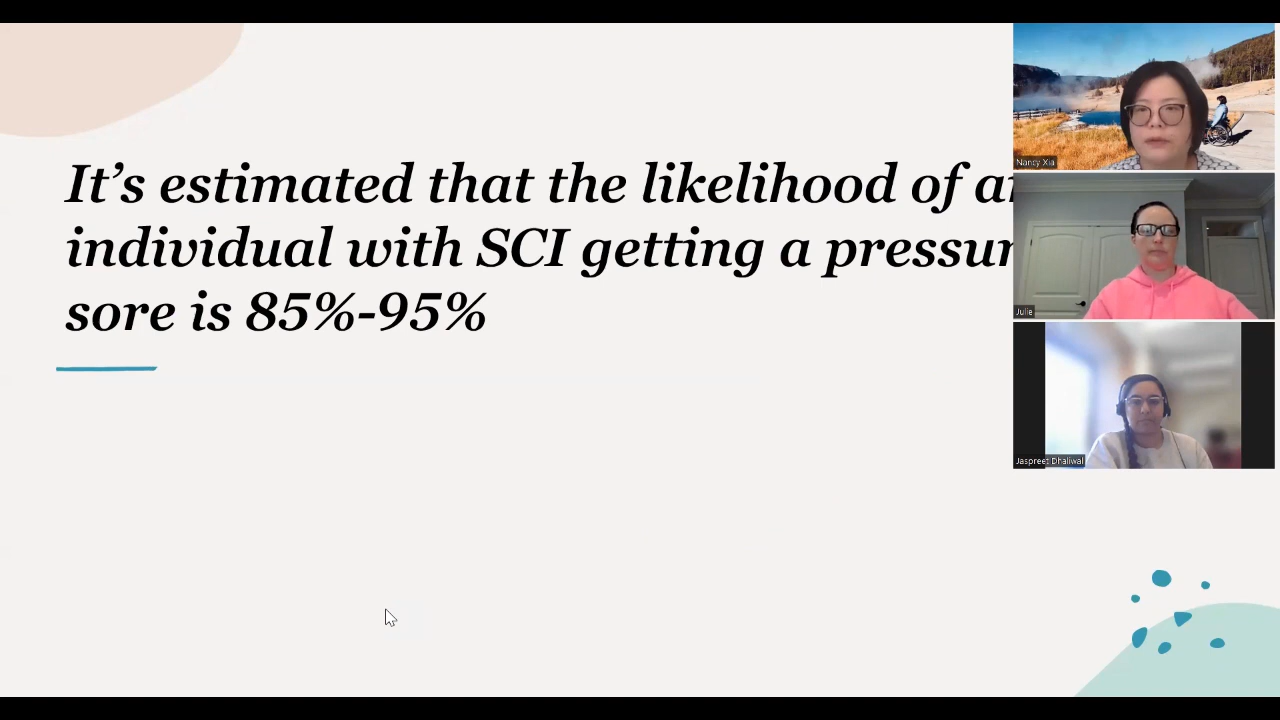 It’s estimated that the likelihood of
individual with SCI getting a
sore is 85%-95%
Nancy Xia
Julie
Jaspreet Dhaliwal